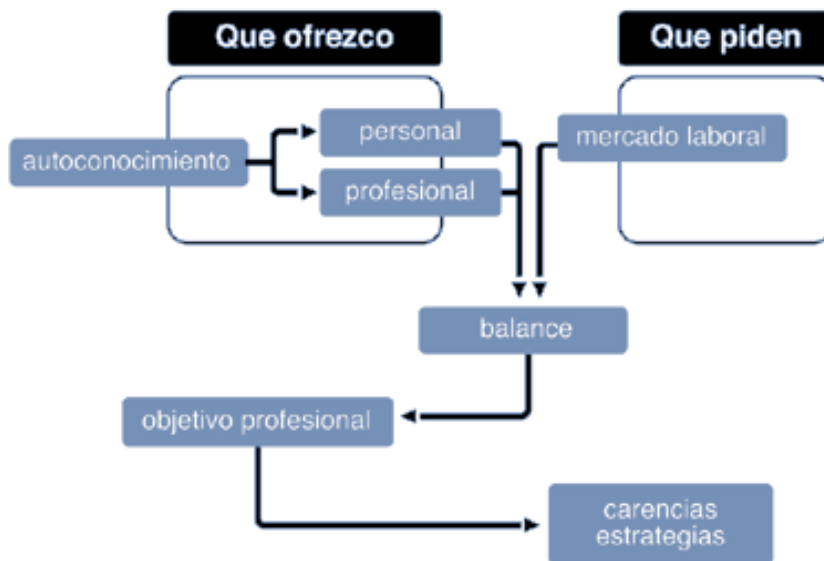 Que ofrezco
Que piden
personal
mercado laboral
autoconocimiento
profesional
balance
objetivo profesional
carencias
estrategias